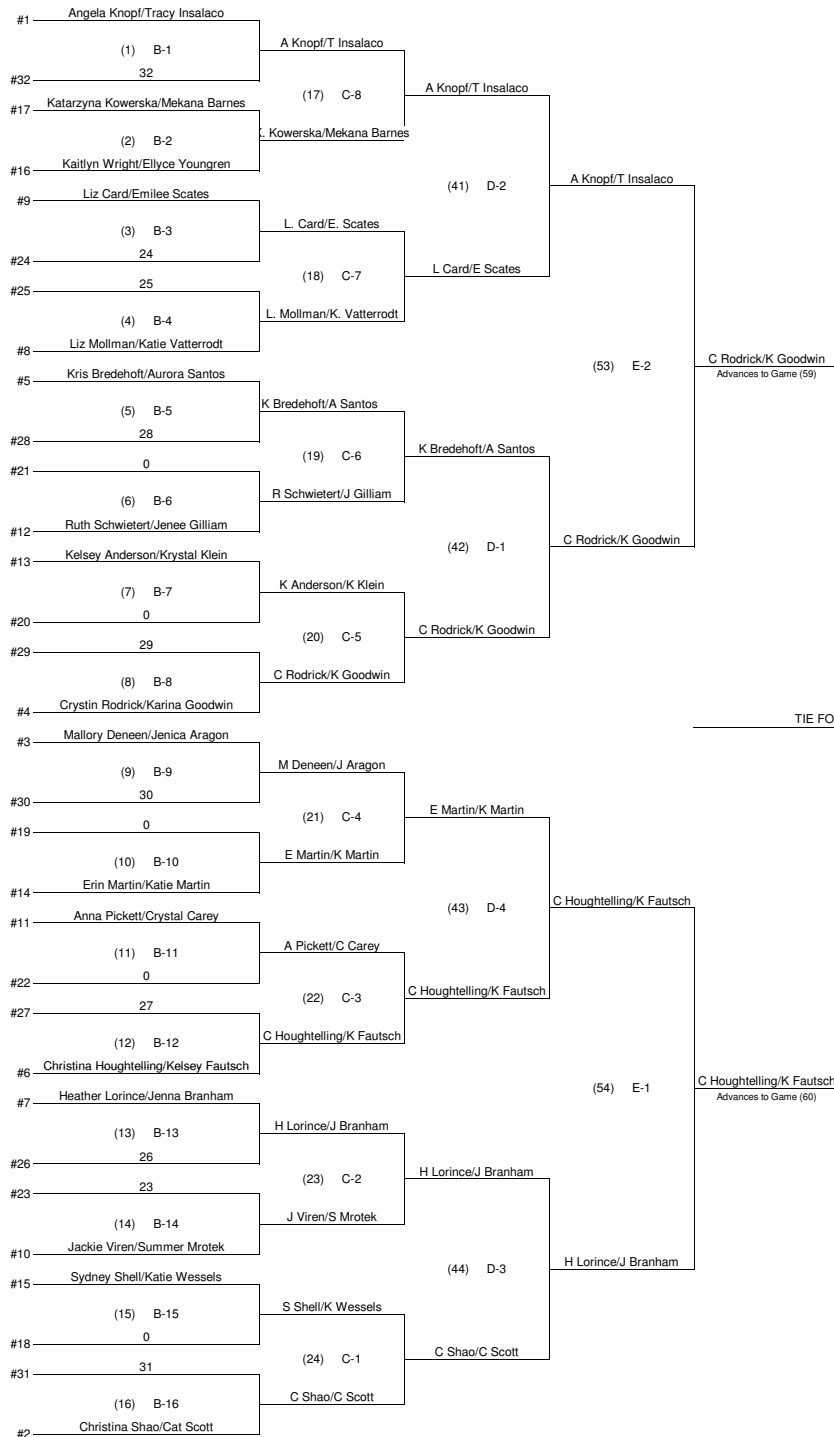 #1 Angela Knopf/Tracy Insalaco
(1) B-1
A Knopf/T Insalaco
#32 32
(17) C-8
A Knopf/T Insalaco
#17 Katarzyna Kowerska/Mekana Barnes
(2) B-2
K. Kowerska/Mekana Barnes
#16 Kaitlyn Wright/Ellyce Youngren
(41) D-2
A Knopf/T Insalaco
#9 Liz Card/Emilee Scates
(3) B-3
L. Card/E. Scates
#24 24
(18) C-7
L Card/E Scates
#25 25
(4) B-4
L. Mollman/K. Vatterrodt
#8 Liz Mollman/Katie Vatterrodt
(53) E-2
C Rodrick/K Goodwin
Advances to Game (59)
#5 Kris Bredehoft/Aurora Santos
(5) B-5
K Bredehoft/A Santos
#28 28
(19) C-6
K Bredehoft/A Santos
#21 0
(6) B-6
R Schwietert/J Gilliam
#12 Ruth Schwietert/Jenee Gilliam
(42) D-1
C Rodrick/K Goodwin
#13 Kelsey Anderson/Krystal Klein
(7) B-7
K Anderson/K Klein
#20 0
(20) C-5
C Rodrick/K Goodwin
#29 29
(8) B-8
C Rodrick/K Goodwin
#4 Crystin Rodrick/Karina Goodwin
TIE FO
#3 Mallory Deneen/Jenica Aragon
(9) B-9
M Deneen/J Aragon
#30 30
(21) C-4
E Martin/K Martin
#19 0
(10) B-10
E Martin/K Martin
#14 Erin Martin/Katie Martin
(43) D-4
C Houghtelling/K Fautsch
#11 Anna Pickett/Crystal Carey
(11) B-11
A Pickett/C Carey
#22 0
(22) C-3
C Houghtelling/K Fautsch
#27 27
(12) B-12
C Houghtelling/K Fautsch
#6 Christina Houghtelling/Kelsey Fautsch
(54) E-1
C Houghtelling/K Fautsch
Advances to Game (60)
#7 Heather Lorince/Jenna Branham
(13) B-13
H Lorince/J Branham
#26 26
(23) C-2
H Lorince/J Branham
#23 23
(14) B-14
J Viren/S Mrotek
#10 Jackie Viren/Summer Mrotek
(44) D-3
H Lorince/J Branham
#15 Sydney Shell/Katie Wessels
(15) B-15
S Shell/K Wessels
#18 0
(24) C-1
C Shao/C Scott
#31 31
(16) B-16
C Shao/C Scott
#2 Christina Shao/Cat Scott